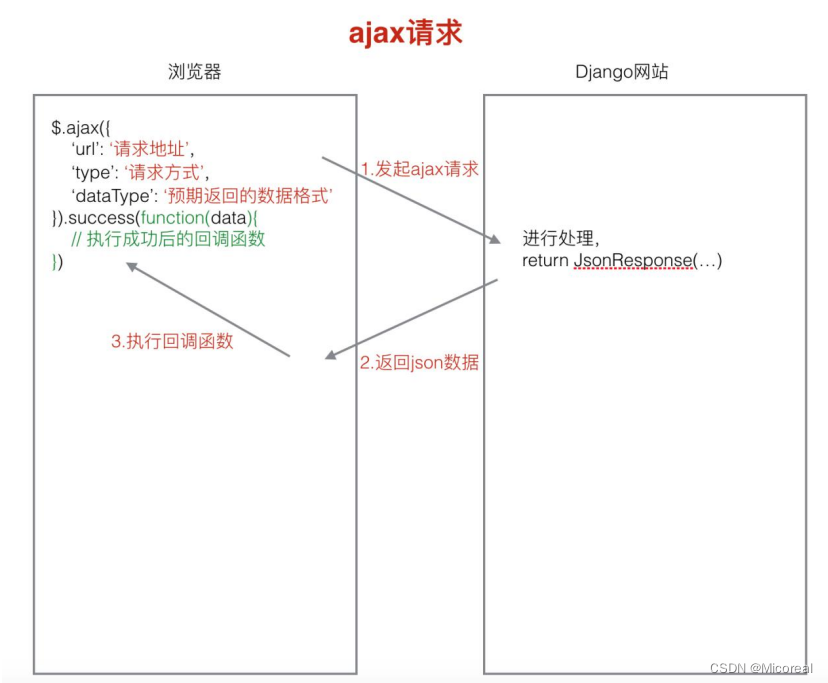 ajax请求
浏览器
Django网站
$.ajax({
‘url’: ‘请求地址’,
‘type’: ‘请求方式’,
‘dataType’: ‘预期返回的数据格式’
}).success(function(data){
// 执行成功后的回调函数
})
1.发起ajax请求
进行处理,
return JsonResponse(…)
3.执行回调函数
2.返回json数据
CSDN @Micoreal